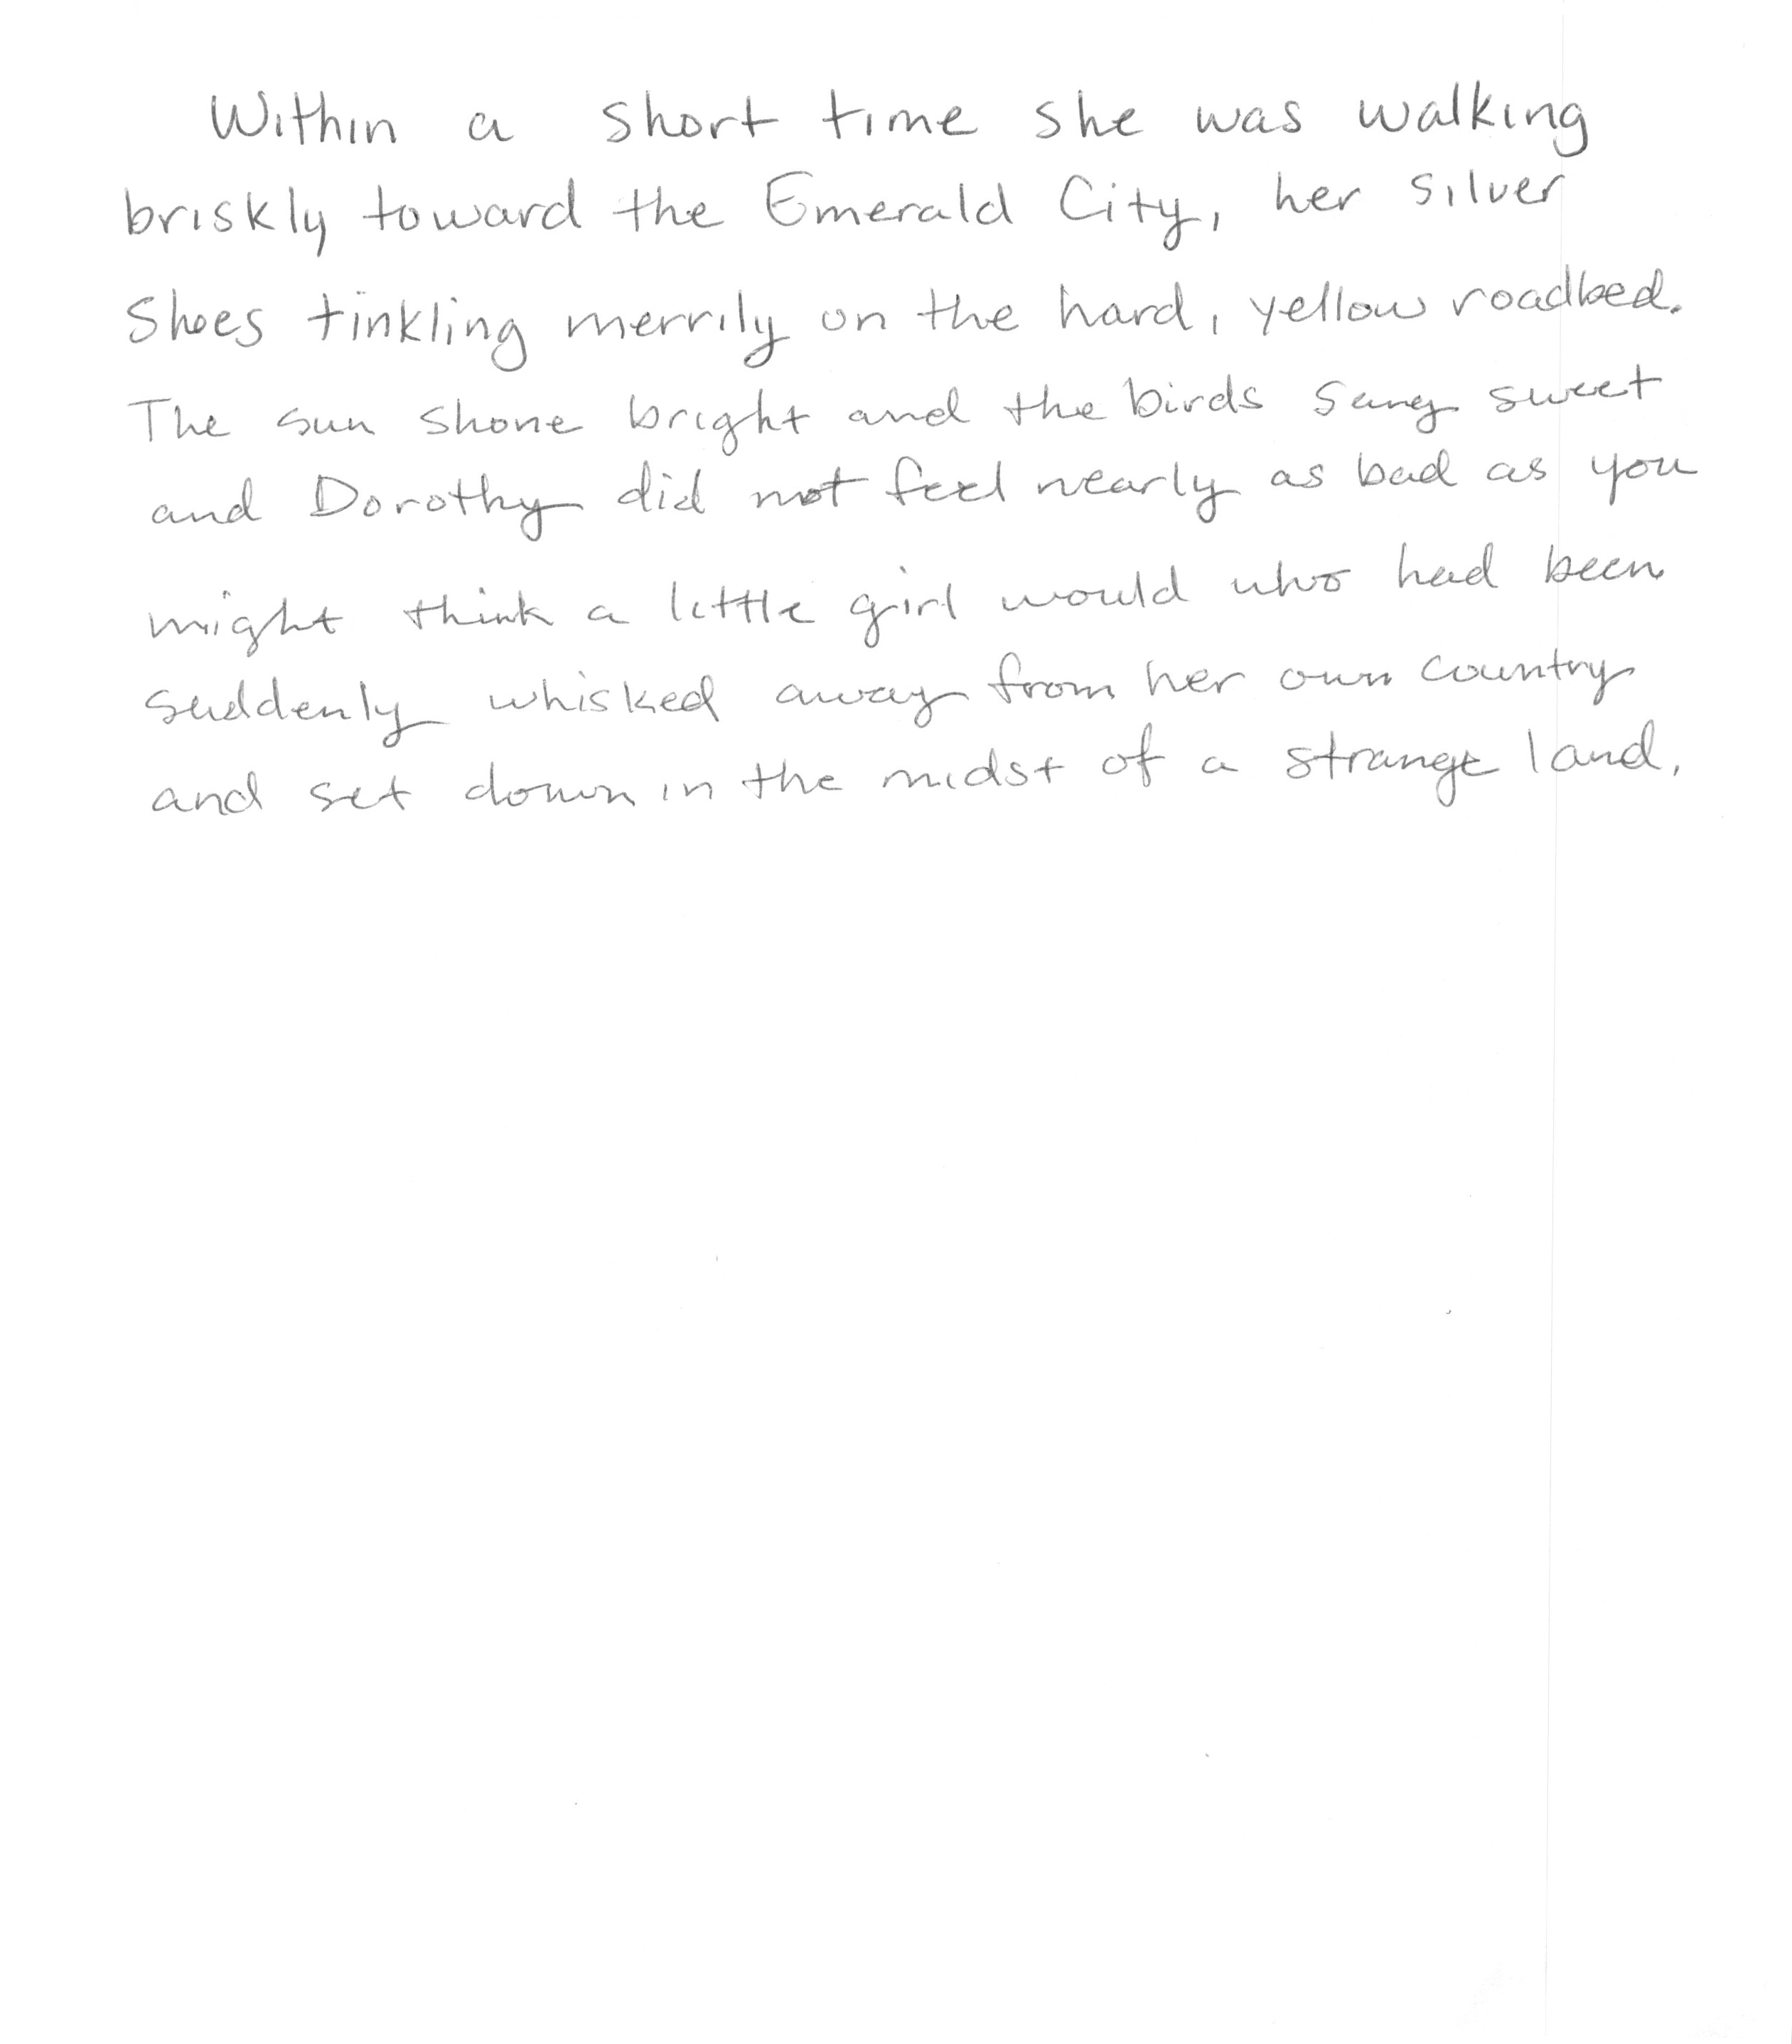 Within a short time she was walking
briskly toward the Emerald City, her silver
Shoes tinkling merrily on the hard, yellow roadbed.
The sun shone bright and the birds sang sweet
and Dorothy did not feel nearly as bad as you
might think a little girl would who had been
suddenly whisked away from her own country
and set down in the midst of a strange land.